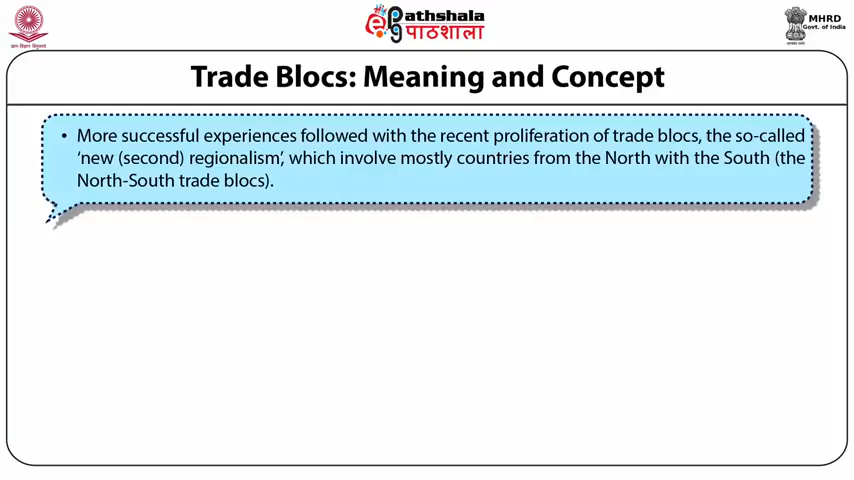 ePathshala
पाठशाला
MHRD
Govt. of India
Trade Blocs: Meaning and Concept
• More successful experiences followed with the recent proliferation of trade blocs, the so-called
‘new (second) regionalism’, which involve mostly countries from the North with the South (the
North-South trade blocs).